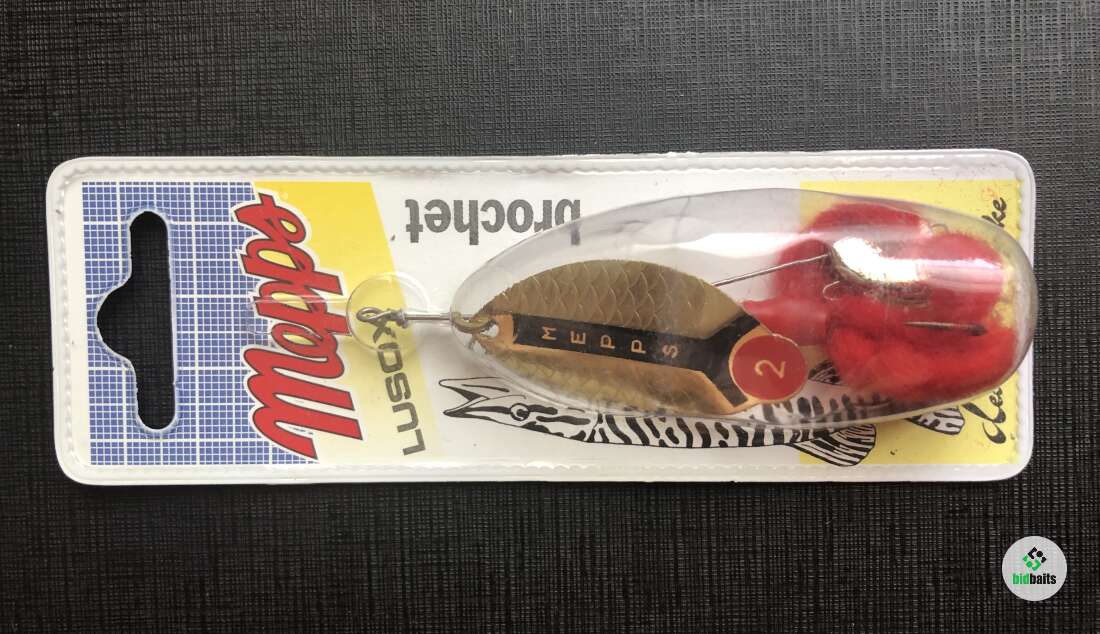 Mepps
LUSOX
brochet
MEPPS
2
bidbaits